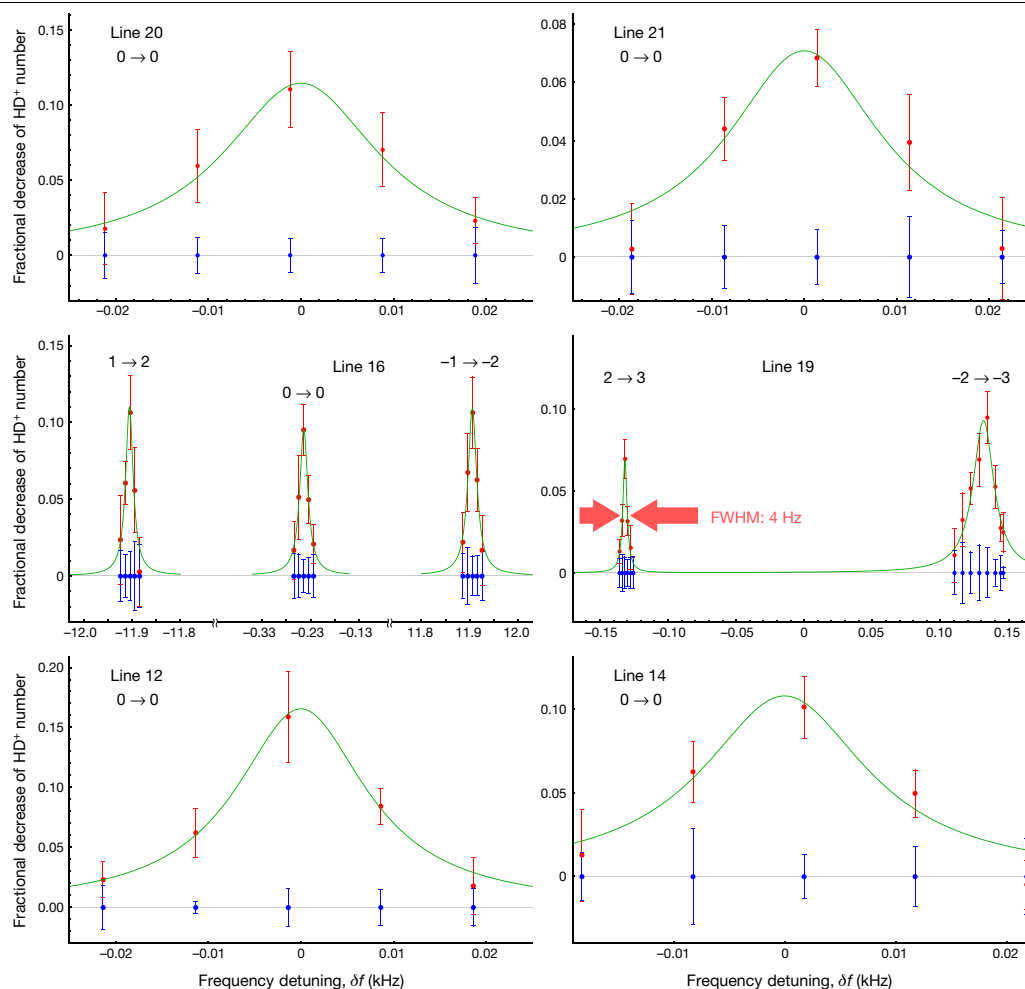 Line 20
0 → 0
Fractional decrease of HD⁺ number
0.15
0.10
0.05
0
−0.02
−0.01
0
0.01
0.02
Line 21
0 → 0
0.08
0.06
0.04
0.02
0
−0.02
−0.01
0
0.01
0.02
Line 16
1 → 2
0 → 0
−1 → −2
Fractional decrease of HD⁺ number
0.15
0.10
0.05
0
−12.0
−11.9
−11.8
−0.33
−0.23
−0.13
11.8
11.9
12.0
Line 19
2 → 3
−2 → −3
FWHM: 4 Hz
0.10
0.05
0
−0.15
−0.10
−0.05
0
0.05
0.10
0.15
Line 12
0 → 0
Fractional decrease of HD⁺ number
0.20
0.15
0.10
0.05
0.00
−0.02
−0.01
0
0.01
0.02
Frequency detuning, δf (kHz)
Line 14
0 → 0
0.10
0.05
0
−0.01
0
0.01
0.02
Frequency detuning, δf (kHz)